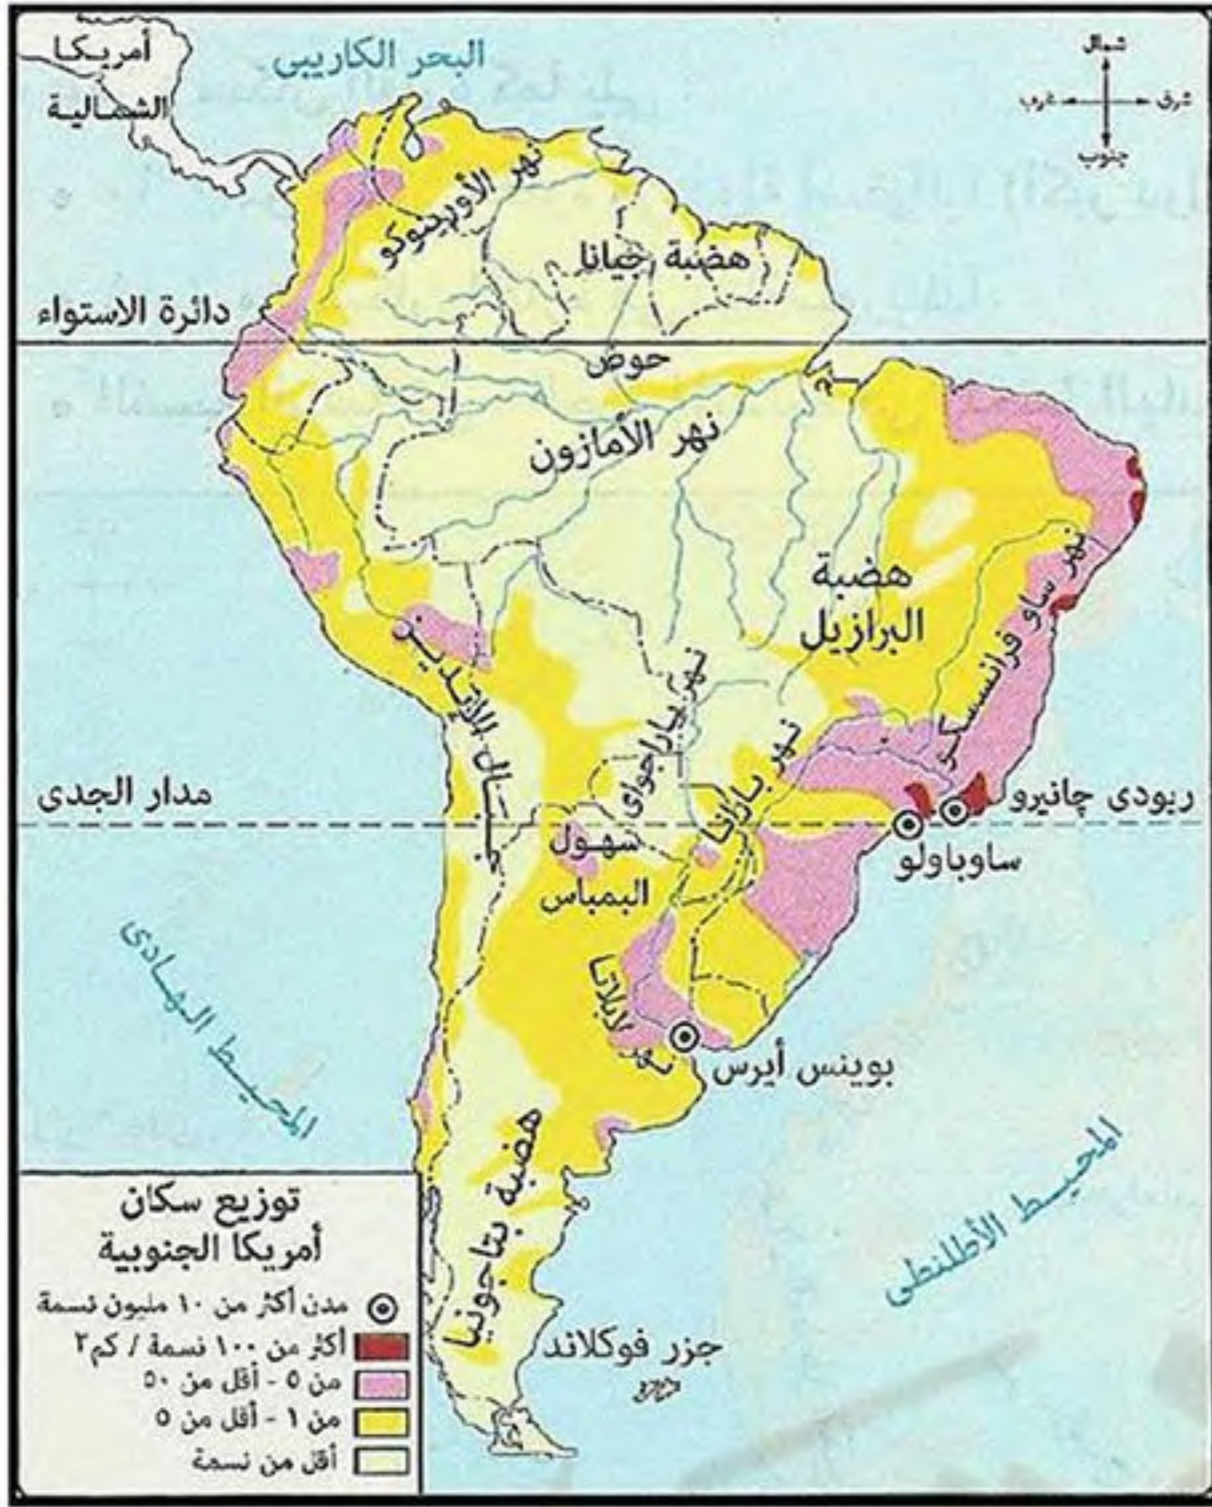 أمريكا
الشمالية
البحر الكاريبى
شمال
شرق
غرب
جنوب
نهر الأورينوكو
هضبة جيانا
دائرة الاستواء
حوض
نهر الأمازون
هضبة
البرازيل
نهر ساو فرانسسكو
جبال الإنديز
نهر باراجواى
نهر بارانا
مدار الجدى
ريودى چانيرو
ساوباولو
سهول
البمباس
نهر لابلاتا
بوينس أيرس
المحيط الهادى
المحيط الأطلنطى
هضبة بتاجونيا
جزر فوكلاند
توزيع سكان
أمريكا الجنوبية
مدن أكثر من ١٠ مليون نسمة
أكثر من ١٠٠ نسمة / كم٢
من ٥ - أقل من ٥٠
من ١ - أقل من ٥
أقل من نسمة